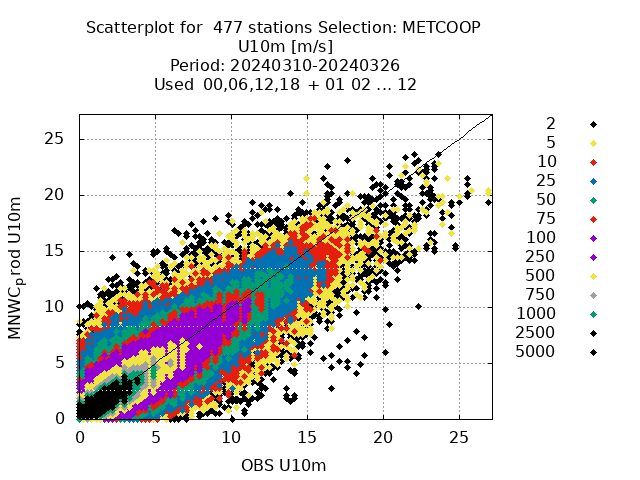 Scatterplot for  477 stations Selection: METCOOP
U10m [m/s]
Period: 20240310-20240326
Used  00,06,12,18  + 01 02 ... 12
MNWC_prod U10m
25
20
15
10
5
0
0 5 10 15 20 25
OBS U10m
2
5
10
25
50
75
100
250
500
750
1000
2500
5000